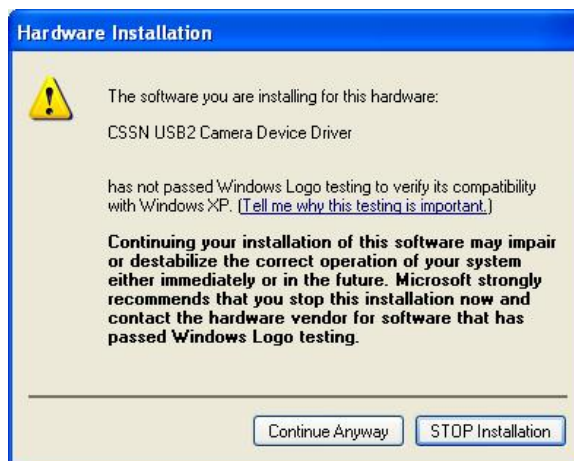 Hardware Installation
The software you are installing for this hardware:
CSSN USB2 Camera Device Driver
has not passed Windows Logo testing to verify its compatibility
with Windows XP. (Tell me why this testing is important.)
Continuing your installation of this software may impair
or destabilize the correct operation of your system
either immediately or in the future. Microsoft strongly
recommends that you stop this installation now and
contact the hardware vendor for software that has
passed Windows Logo testing.
Continue Anyway
STOP Installation